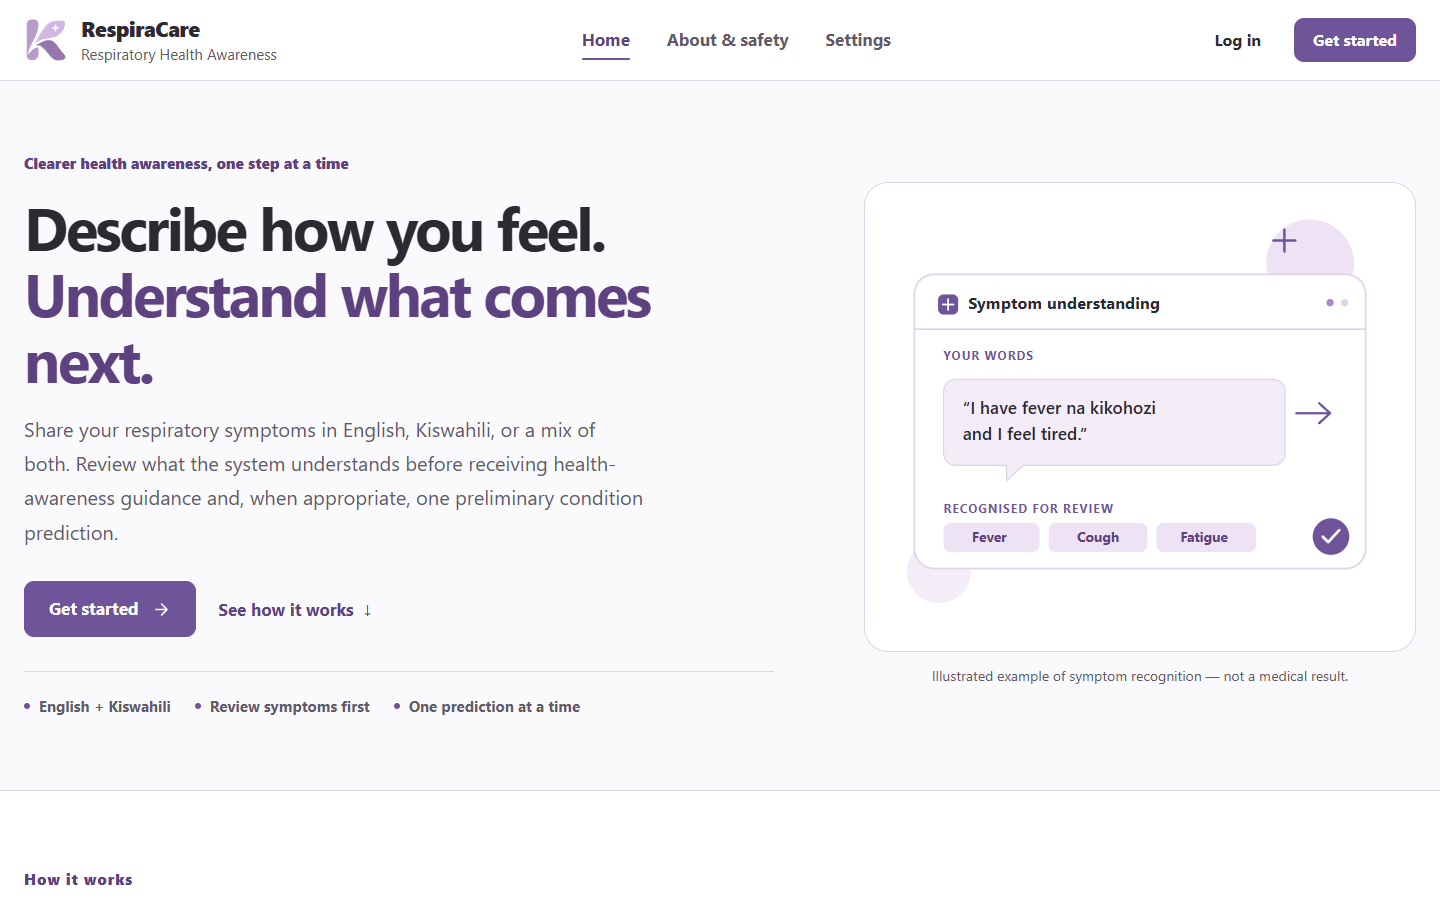 RespiraCare
Respiratory Health Awareness
Home
About & safety
Settings
Log in
Get started
Clearer health awareness, one step at a time
Describe how you feel.
Understand what comes
next.
Share your respiratory symptoms in English, Kiswahili, or a mix of
both. Review what the system understands before receiving health-
awareness guidance and, when appropriate, one preliminary condition
prediction.
Get started →
See how it works ↓
English + Kiswahili
Review symptoms first
One prediction at a time
Symptom understanding
YOUR WORDS
“I have fever na kikohozi
and I feel tired.”
RECOGNISED FOR REVIEW
Fever
Cough
Fatigue
Illustrated example of symptom recognition — not a medical result.
How it works